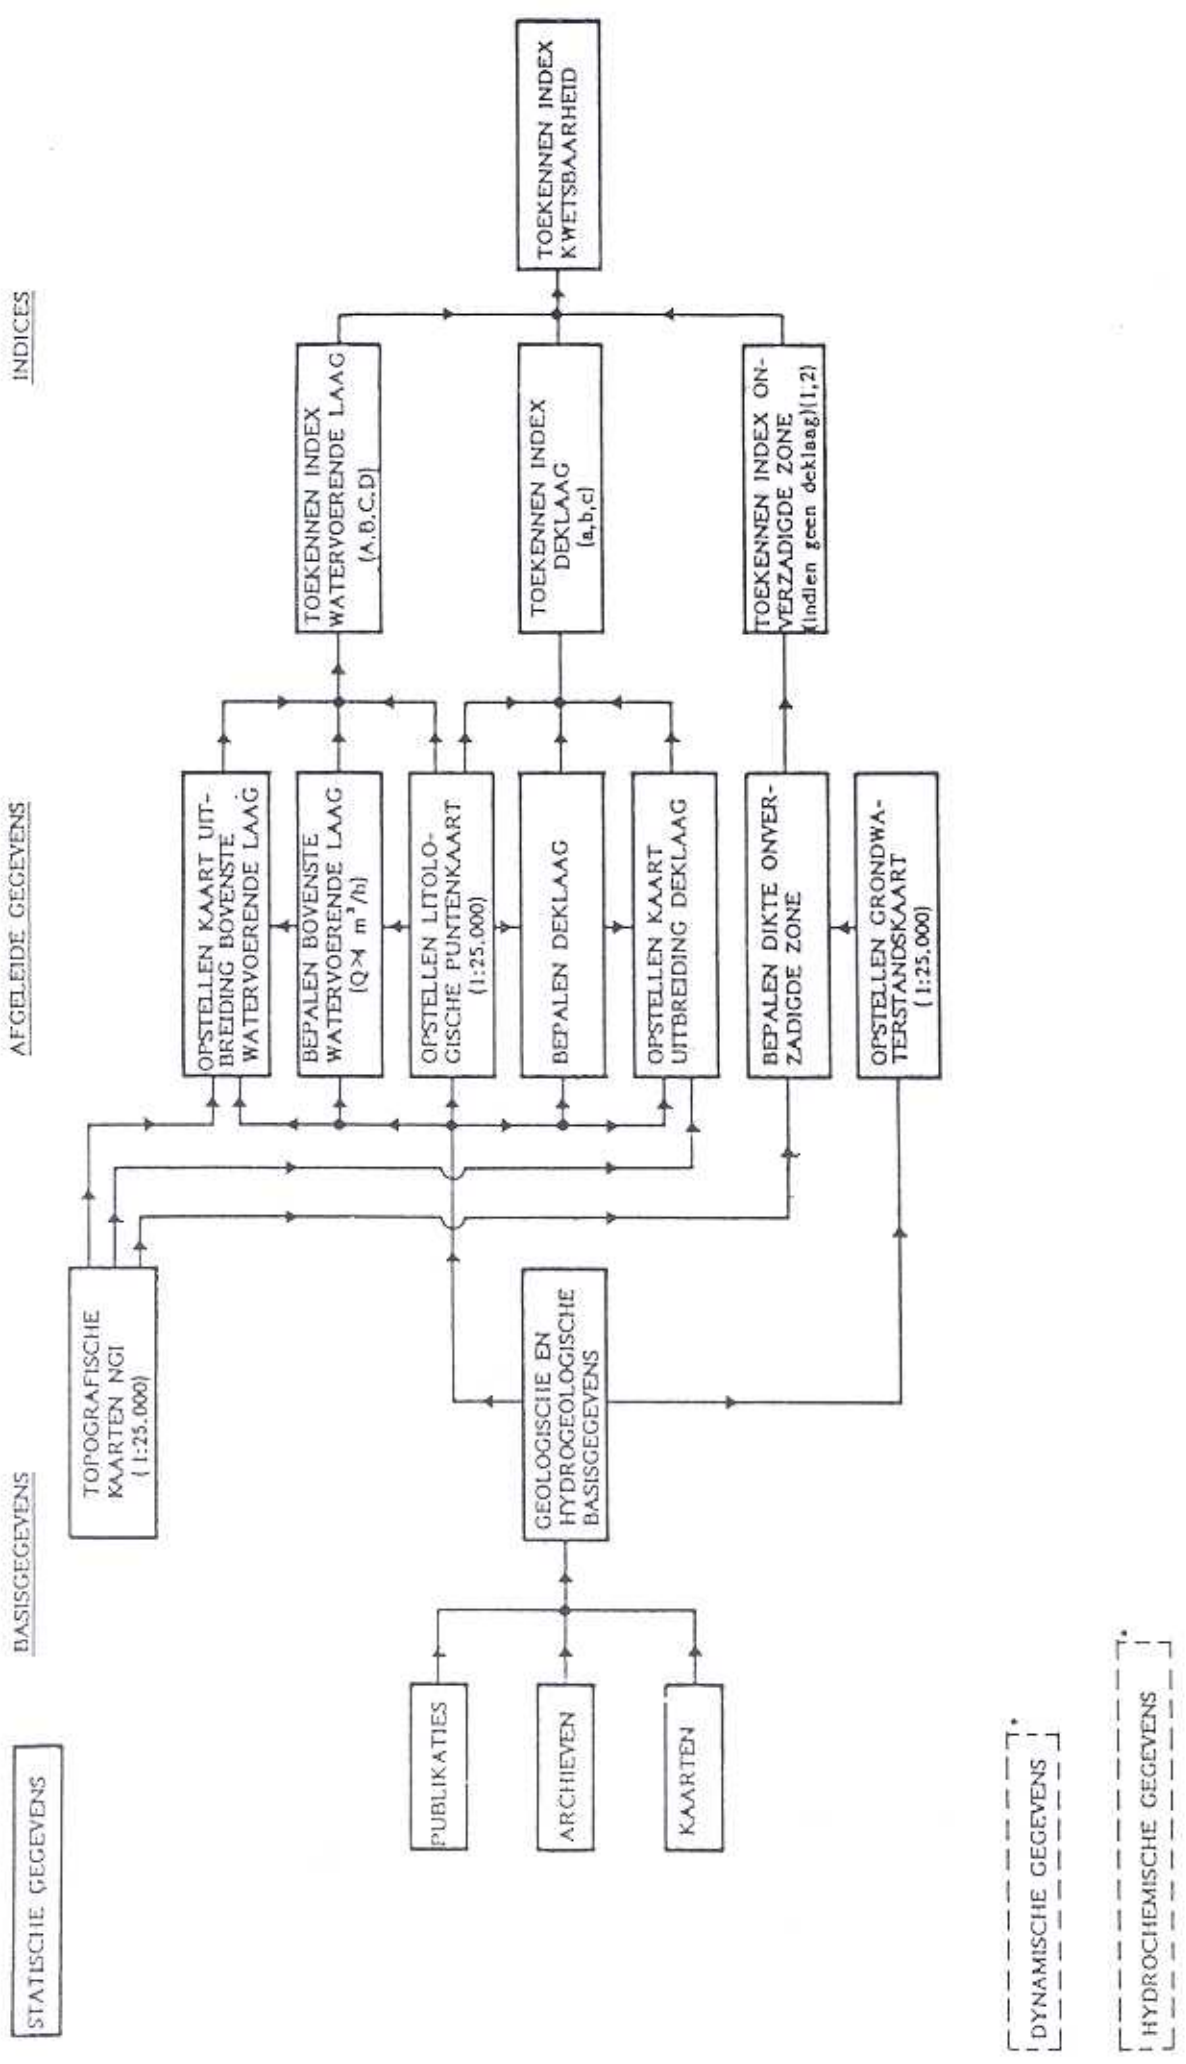 STATISCHE GEGEVENS
BASISGEGEVENS
AFGELEIDE GEGEVENS
INDICES
TOPOGRAFISCHE
KAARTEN NGI
(1:25.000)
PUBLIKATIES
ARCHIEVEN
KAARTEN
GEOLOGISCHE EN
HYDROGEOLOGISCHE
BASISGEGEVENS
OPSTELLEN KAART UIT-
BREIDING BOVENSTE
WATERVOERENDE LAAG
BEPALEN BOVENSTE
WATERVOERENDE LAAG
(Q>4 m³/h)
OPSTELLEN LITOLO-
GISCHE PUNTENKAART
(1:25.000)
BEPALEN DEKLAAG
OPSTELLEN KAART
UITBREIDING DEKLAAG
BEPALEN DIKTE ONVER-
ZADIGDE ZONE
OPSTELLEN GRONDWA-
TERSTANDSKAART
(1:25.000)
TOEKENNEN INDEX
WATERVOERENDE LAAG
(A,B,C,D)
TOEKENNEN INDEX
DEKLAAG
(a,b,c)
TOEKENNEN INDEX ON-
VERZADIGDE ZONE
(indien geen deklaag)(1,2)
TOEKENNEN INDEX
KWETSBAARHEID
DYNAMISCHE GEGEVENS *
HYDROCHEMISCHE GEGEVENS *